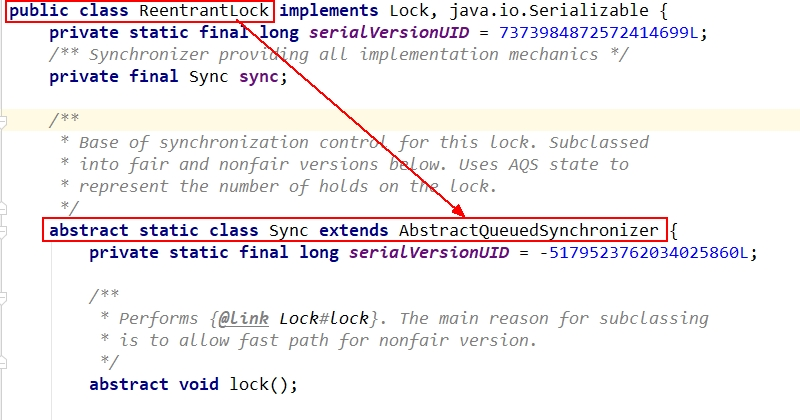 public class ReentrantLock implements Lock, java.io.Serializable {
    private static final long serialVersionUID = 7373984872572414699L;
    /** Synchronizer providing all implementation mechanics */
    private final Sync sync;
    /**
     * Base of synchronization control for this lock. Subclassed
     * into fair and nonfair versions below. Uses AQS state to
     * represent the number of holds on the lock.
     */
    abstract static class Sync extends AbstractQueuedSynchronizer {
        private static final long serialVersionUID = -5179523762034025860L;
        /**
         * Performs {@link Lock#lock}. The main reason for subclassing
         * is to allow fast path for nonfair version.
         */
        abstract void lock();